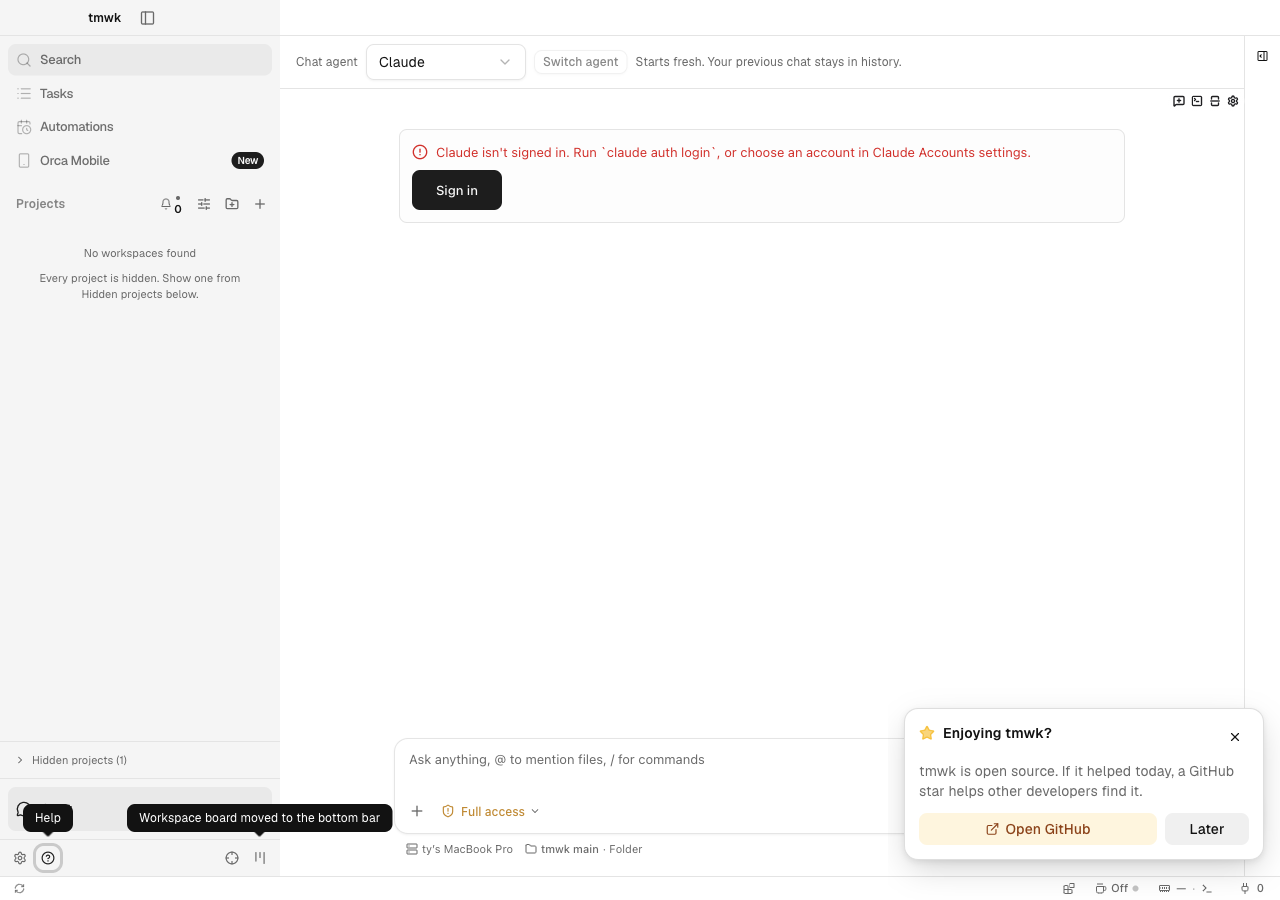 tmwk
Search
Tasks
Automations
Orca Mobile
New
Projects
0
No workspaces found
Every project is hidden. Show one from
Hidden projects below.
Hidden projects (1)
Help
Workspace board moved to the bottom bar
Chat agent
Claude
Switch agent
Starts fresh. Your previous chat stays in history.
Claude isn't signed in. Run `claude auth login`, or choose an account in Claude Accounts settings.
Sign in
Ask anything, @ to mention files, / for commands
Full access
ty's MacBook Pro
tmwk main · Folder
Enjoying tmwk?
tmwk is open source. If it helped today, a GitHub
star helps other developers find it.
Open GitHub
Later
Off
— ·
0